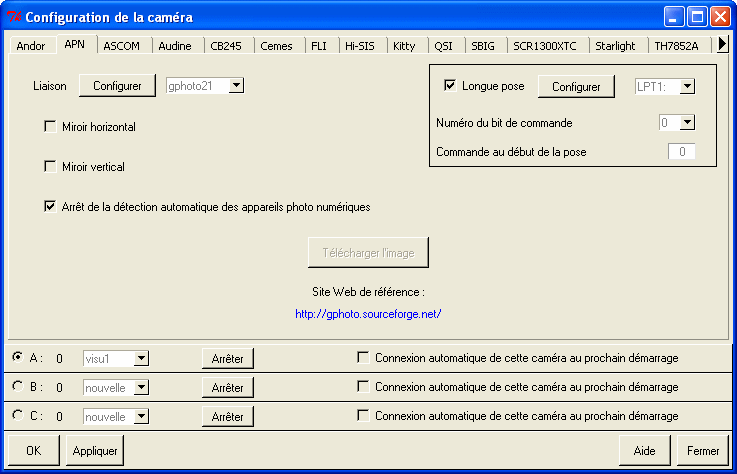 Configuration de la caméra
Andor APN ASCOM Audine CB245 Cemes FLI Hi-SIS Kitty QSI SBIG SCR1300XTC Starlight TH7852A
Liaison Configurer gphoto21
Longue pose Configurer LPT1:
Miroir horizontal
Numéro du bit de commande 0
Commande au début de la pose 0
Miroir vertical
Arrêt de la détection automatique des appareils photo numériques
Télécharger l'image
Site Web de référence :
http://gphoto.sourceforge.net/
A : 0 visu1 Arrêter Connexion automatique de cette caméra au prochain démarrage
B : 0 nouvelle Arrêter Connexion automatique de cette caméra au prochain démarrage
C : 0 nouvelle Arrêter Connexion automatique de cette caméra au prochain démarrage
OK Appliquer Aide Fermer